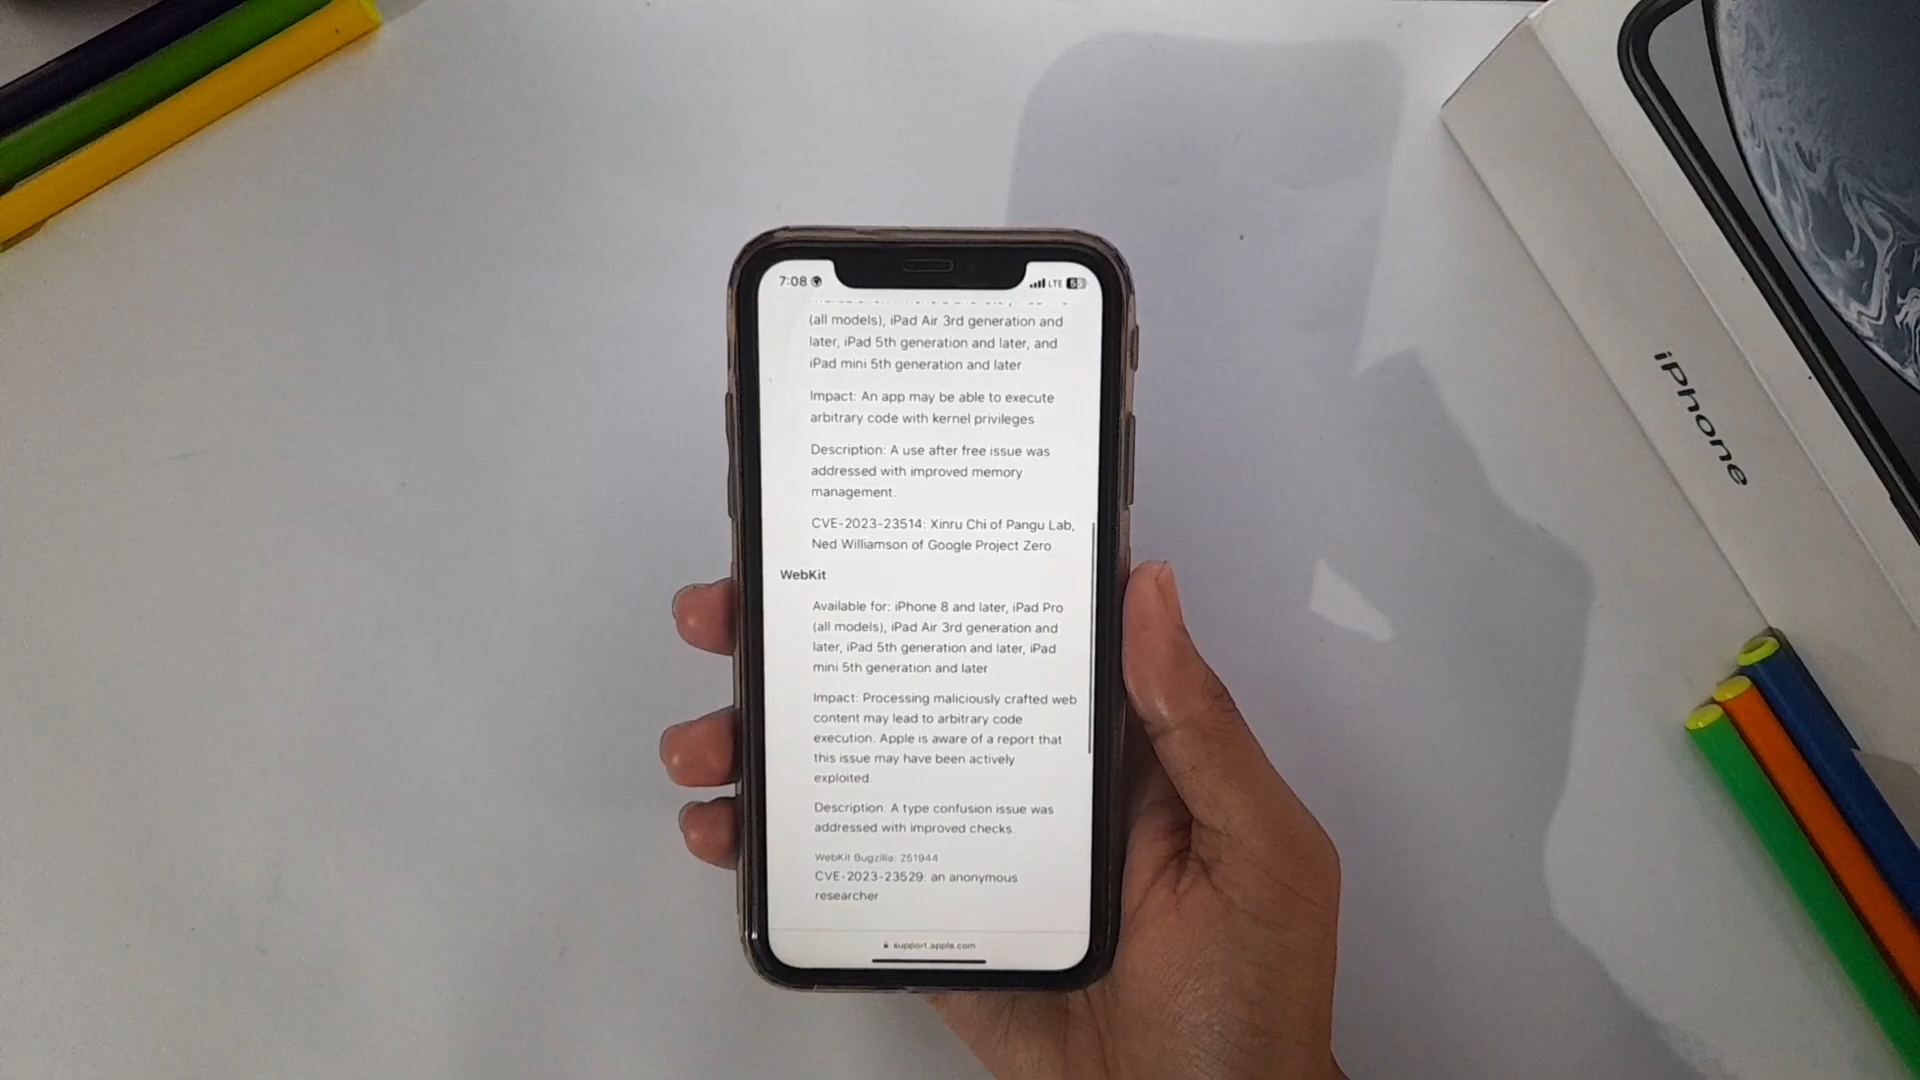 7:08
LTE
(all models), iPad Air 3rd generation and
later, iPad 5th generation and later, and
iPad mini 5th generation and later
Impact: An app may be able to execute
arbitrary code with kernel privileges
Description: A use after free issue was
addressed with improved memory
management.
CVE-2023-23514: Xinru Chi of Pangu Lab,
Ned Williamson of Google Project Zero
WebKit
Available for: iPhone 8 and later, iPad Pro
(all models), iPad Air 3rd generation and
later, iPad 5th generation and later, iPad
mini 5th generation and later
Impact: Processing maliciously crafted web
content may lead to arbitrary code
execution. Apple is aware of a report that
this issue may have been actively
exploited.
Description: A type confusion issue was
addressed with improved checks.
WebKit Bugzilla: 251944
CVE-2023-23529: an anonymous
researcher
support.apple.com
iPhone